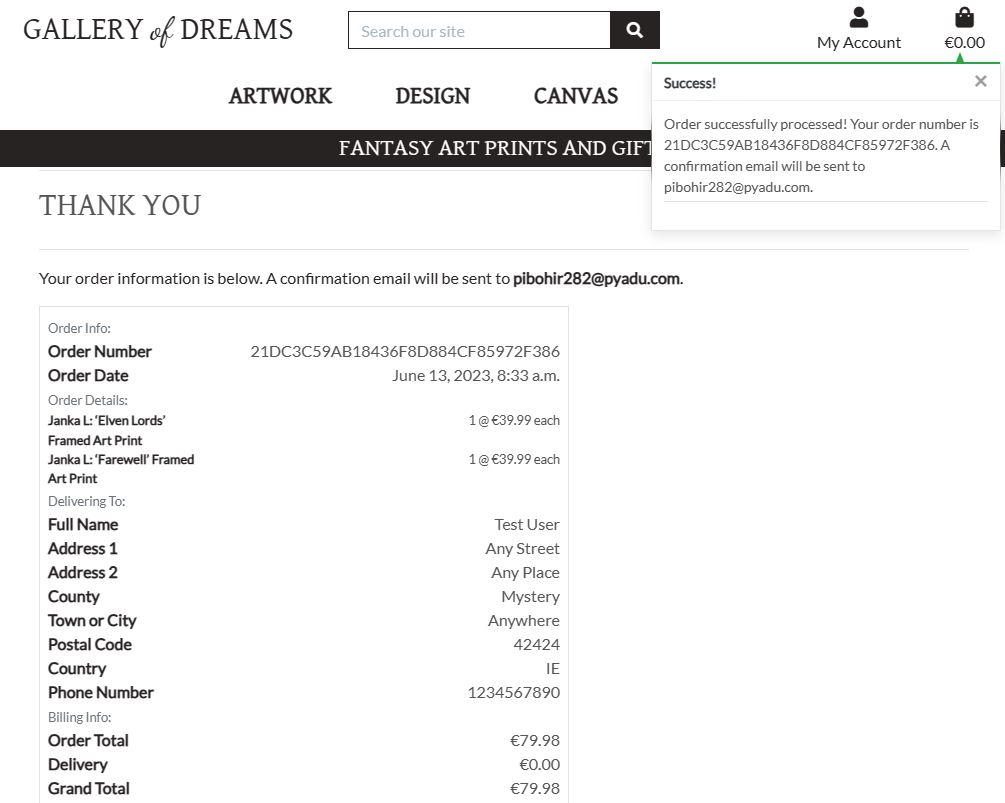 GALLERY of DREAMS
Search our site
My Account
€0.00
ARTWORK DESIGN CANVAS
FANTASY ART PRINTS AND GIFT
Success! ×
Order successfully processed! Your order number is
21DC3C59AB18436F8D884CF85972F386. A
confirmation email will be sent to
pibohir282@pyadu.com.
THANK YOU
Your order information is below. A confirmation email will be sent to pibohir282@pyadu.com.
Order Info:
Order Number 21DC3C59AB18436F8D884CF85972F386
Order Date June 13, 2023, 8:33 a.m.
Order Details:
Janka L: ‘Elven Lords’ 1 @ €39.99 each
Framed Art Print
Janka L: ‘Farewell’ Framed 1 @ €39.99 each
Art Print
Delivering To:
Full Name Test User
Address 1 Any Street
Address 2 Any Place
County Mystery
Town or City Anywhere
Postal Code 42424
Country IE
Phone Number 1234567890
Billing Info:
Order Total €79.98
Delivery €0.00
Grand Total €79.98